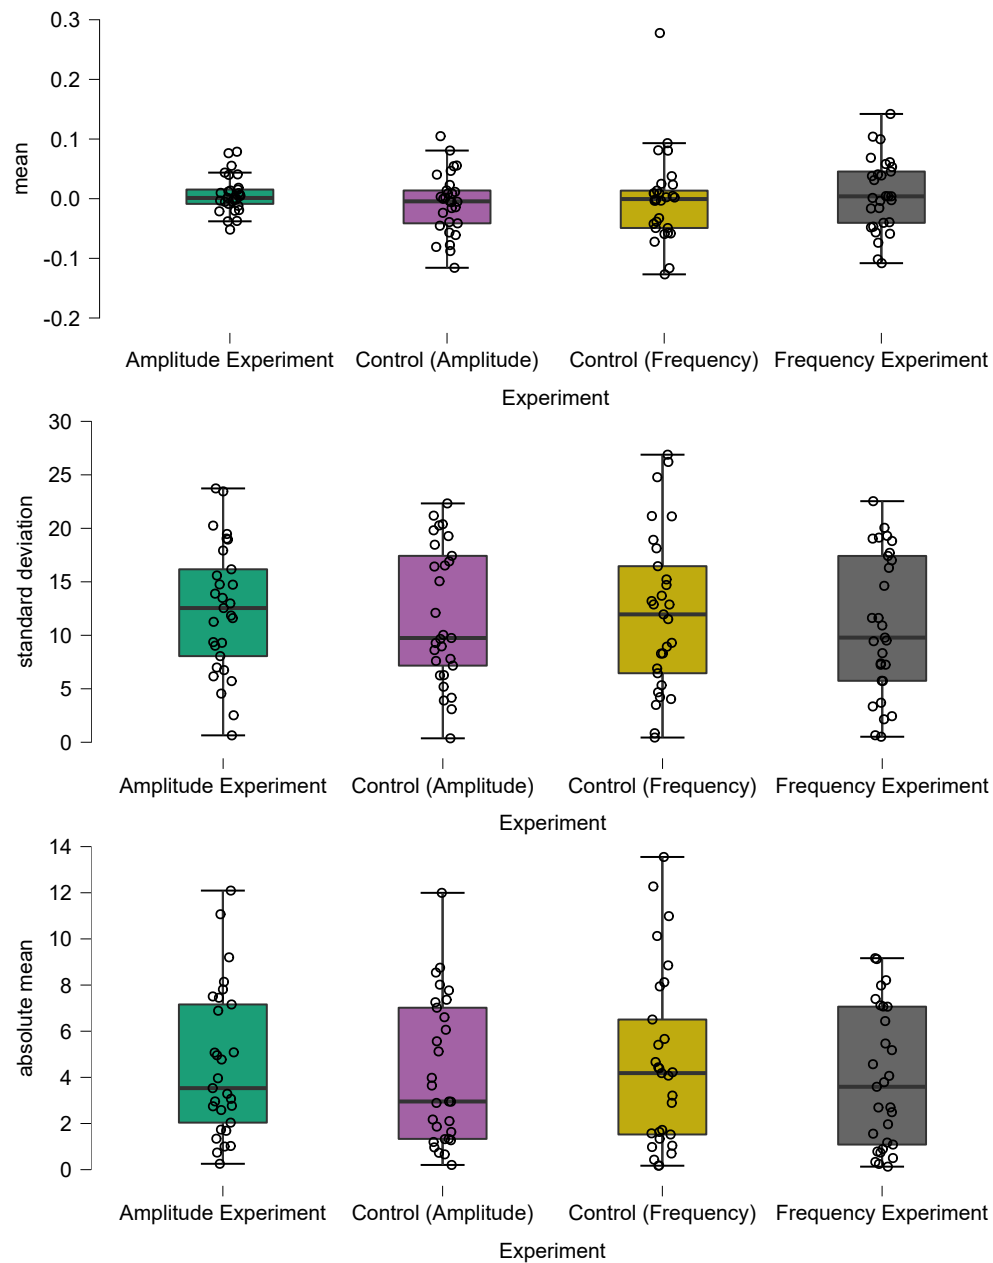 0.3
0.2
0.1
0.0
-0.1
-0.2
mean
Amplitude Experiment Control (Amplitude) Control (Frequency) Frequency Experiment
Experiment
30
25
20
15
10
5
0
standard deviation
Amplitude Experiment Control (Amplitude) Control (Frequency) Frequency Experiment
Experiment
14
12
10
8
6
4
2
0
absolute mean
Amplitude Experiment Control (Amplitude) Control (Frequency) Frequency Experiment
Experiment